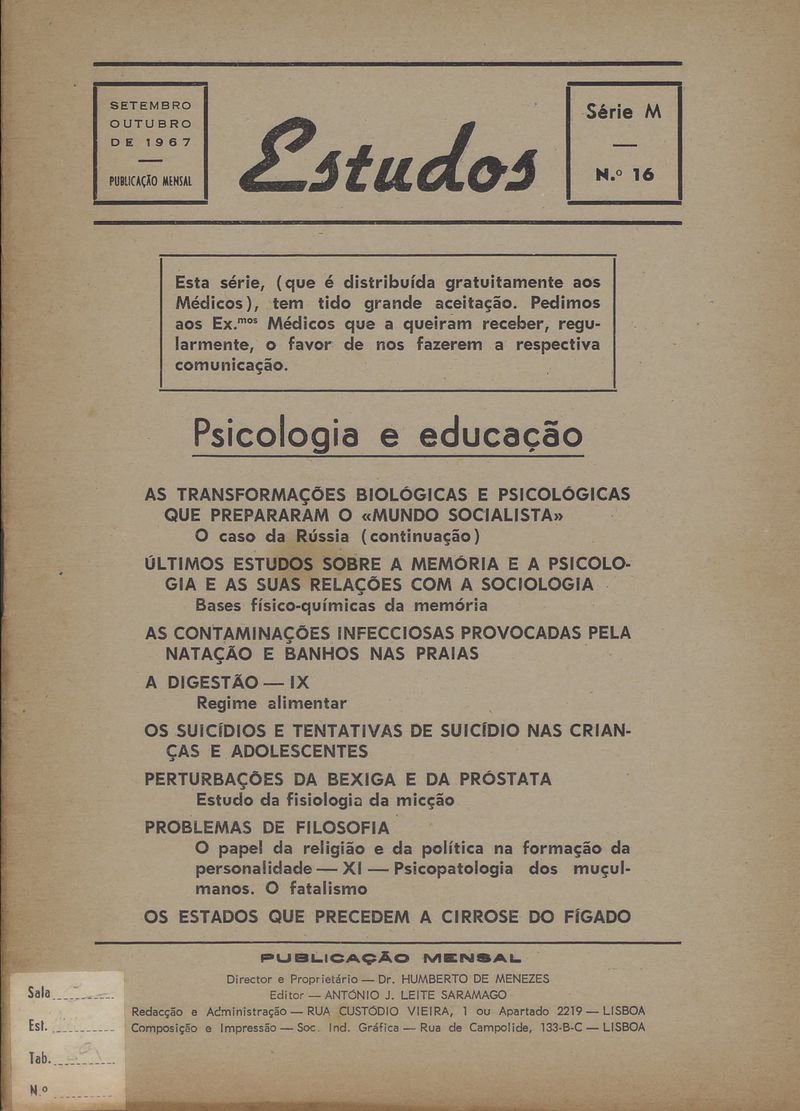 SETEMBRO
OUTUBRO
DE 1967
PUBLICAÇÃO MENSAL
Estudos
Série M
N.º 16
Esta série, (que é distribuída gratuitamente aos
Médicos), tem tido grande aceitação. Pedimos
aos Ex.mos Médicos que a queiram receber, regu-
larmente, o favor de nos fazerem a respectiva
comunicação.
Psicologia e educação
AS TRANSFORMAÇÕES BIOLÓGICAS E PSICOLÓGICAS
QUE PREPARARAM O «MUNDO SOCIALISTA»
O caso da Rússia (continuação)
ÚLTIMOS ESTUDOS SOBRE A MEMÓRIA E A PSICOLO-
GIA E AS SUAS RELAÇÕES COM A SOCIOLOGIA
Bases físico-químicas da memória
AS CONTAMINAÇÕES INFECCIOSAS PROVOCADAS PELA
NATAÇÃO E BANHOS NAS PRAIAS
A DIGESTÃO — IX
Regime alimentar
OS SUICÍDIOS E TENTATIVAS DE SUICÍDIO NAS CRIAN-
ÇAS E ADOLESCENTES
PERTURBAÇÕES DA BEXIGA E DA PRÓSTATA
Estudo da fisiologia da micção
PROBLEMAS DE FILOSOFIA
O papel da religião e da política na formação da
personalidade — XI — Psicopatologia dos muçul-
manos. O fatalismo
OS ESTADOS QUE PRECEDEM A CIRROSE DO FÍGADO
PUBLICAÇÃO MENSAL
Director e Proprietário — Dr. HUMBERTO DE MENEZES
Editor — ANTÓNIO J. LEITE SARAMAGO
Redacção e Administração — RUA CUSTÓDIO VIEIRA, 1 ou Apartado 2219 — LISBOA
Composição e Impressão — Soc. Ind. Gráfica — Rua de Campolide, 133-B-C — LISBOA
Sala
Est.
Tab.
N.º